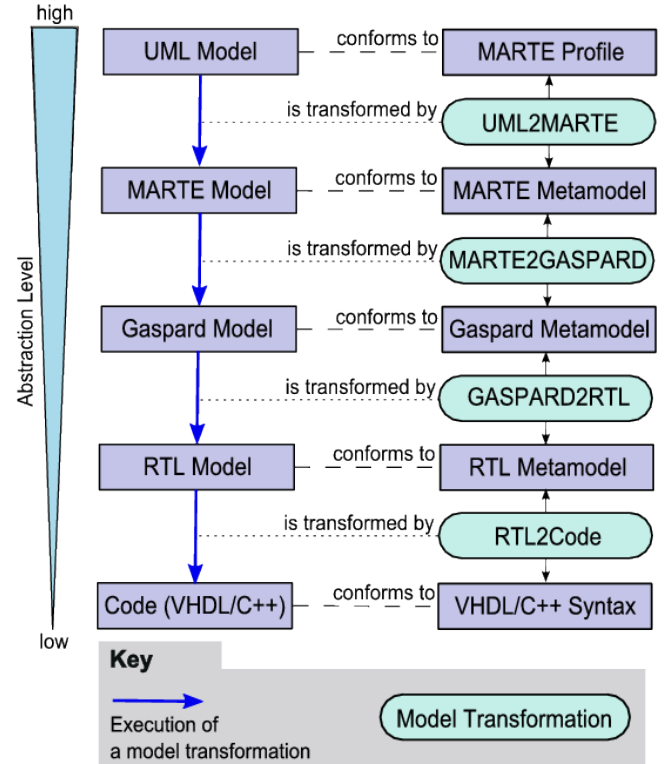 high
UML Model
conforms to
MARTE Profile
is transformed by
UML2MARTE
MARTE Model
conforms to
MARTE Metamodel
is transformed by
MARTE2GASPARD
Abstraction Level
Gaspard Model
conforms to
Gaspard Metamodel
is transformed by
GASPARD2RTL
RTL Model
conforms to
RTL Metamodel
is transformed by
RTL2Code
Code (VHDL/C++)
conforms to
VHDL/C++ Syntax
low
Key
Execution of
a model transformation
Model Transformation